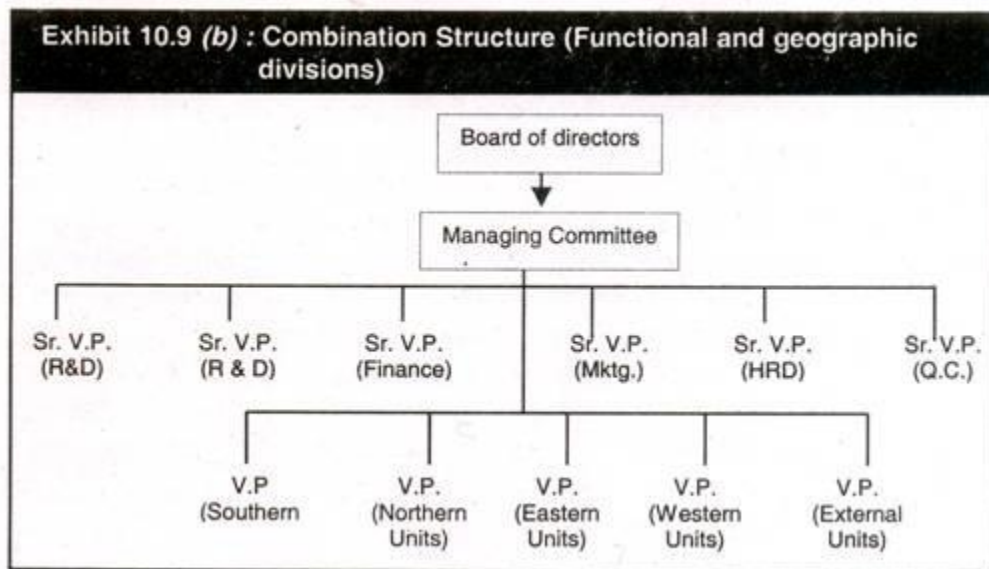 Exhibit 10.9 (b) : Combination Structure (Functional and geographic
divisions)
Board of directors
Managing Committee
Sr. V.P. Sr. V.P. Sr. V.P. Sr. V.P. Sr. V.P. Sr. V.P.
(R&D) (R & D) (Finance) (Mktg.) (HRD) (Q.C.)
V.P V.P. V.P. V.P. V.P.
(Southern (Northern (Eastern (Western (External
Units) Units) Units) Units)